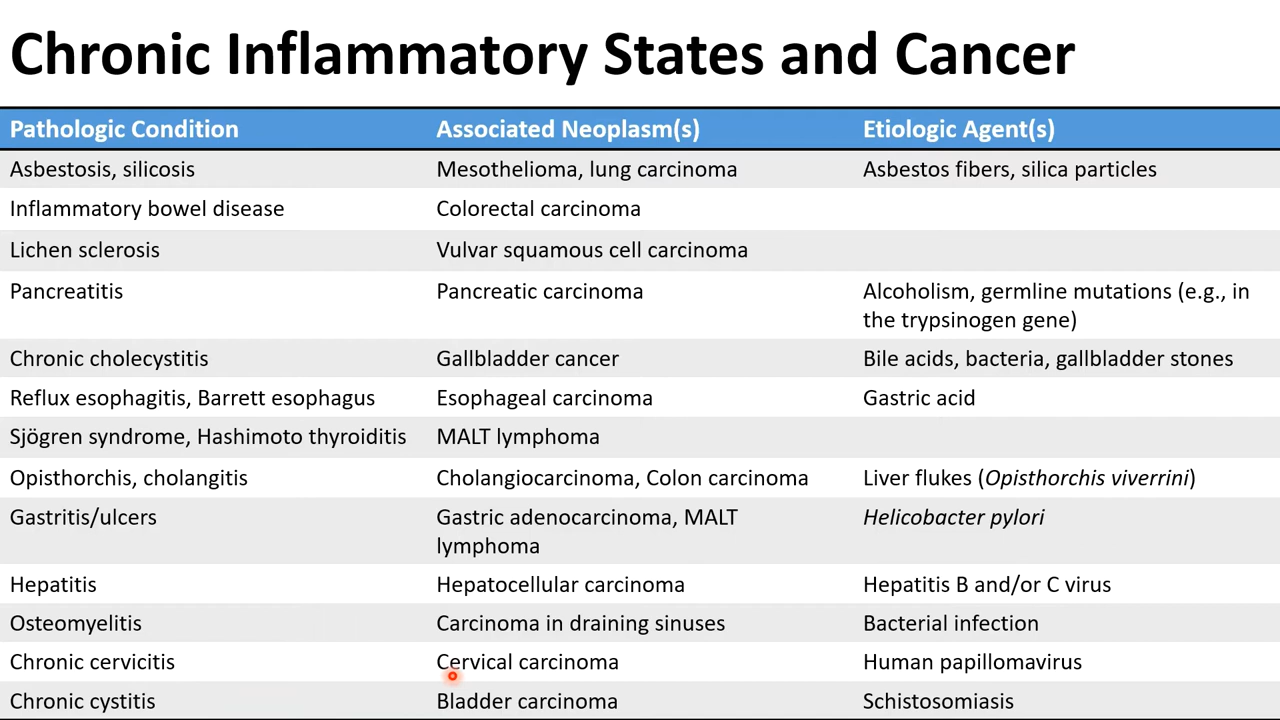 Chronic Inflammatory States and Cancer
Pathologic Condition Associated Neoplasm(s) Etiologic Agent(s)
Asbestosis, silicosis Mesothelioma, lung carcinoma Asbestos fibers, silica particles
Inflammatory bowel disease Colorectal carcinoma
Lichen sclerosis Vulvar squamous cell carcinoma
Pancreatitis Pancreatic carcinoma Alcoholism, germline mutations (e.g., in
the trypsinogen gene)
Chronic cholecystitis Gallbladder cancer Bile acids, bacteria, gallbladder stones
Reflux esophagitis, Barrett esophagus Esophageal carcinoma Gastric acid
Sjögren syndrome, Hashimoto thyroiditis MALT lymphoma
Opisthorchis, cholangitis Cholangiocarcinoma, Colon carcinoma Liver flukes (Opisthorchis viverrini)
Gastritis/ulcers Gastric adenocarcinoma, MALT Helicobacter pylori
lymphoma
Hepatitis Hepatocellular carcinoma Hepatitis B and/or C virus
Osteomyelitis Carcinoma in draining sinuses Bacterial infection
Chronic cervicitis Cervical carcinoma Human papillomavirus
Chronic cystitis Bladder carcinoma Schistosomiasis